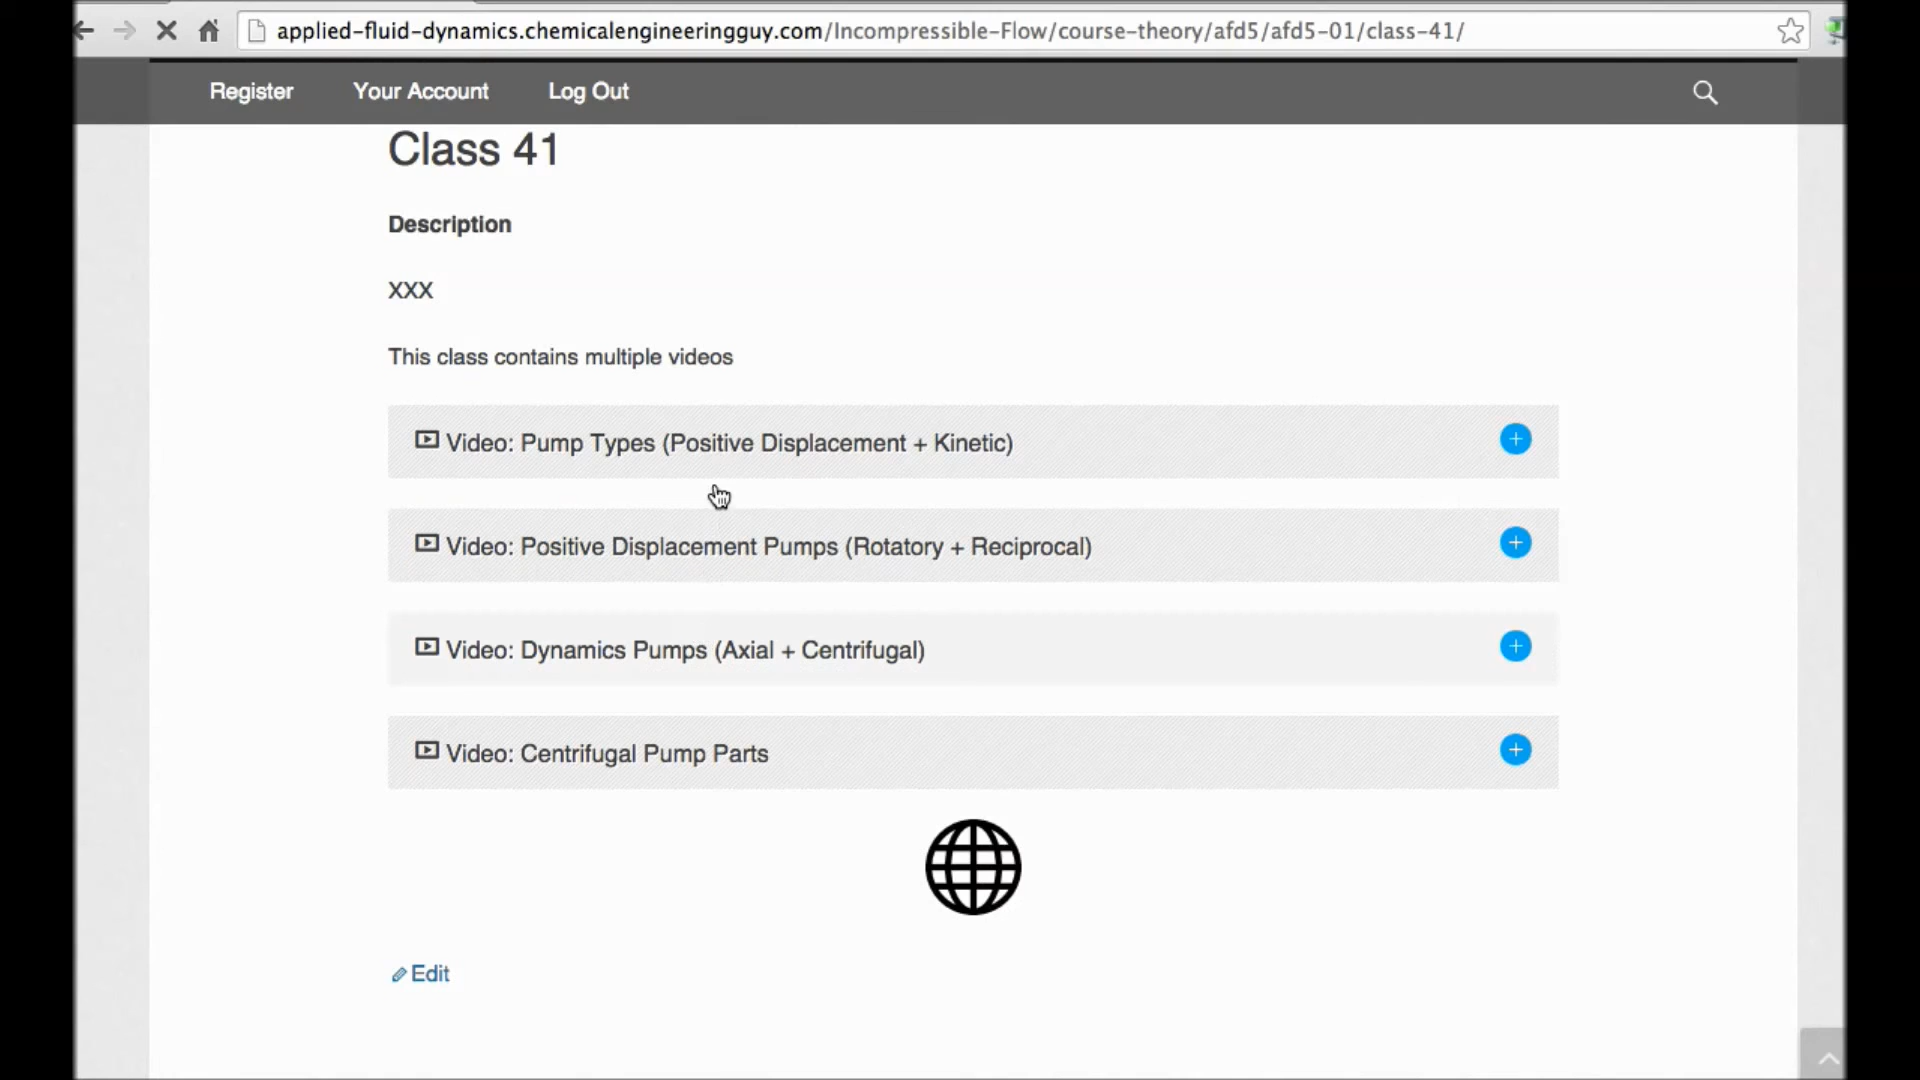 applied-fluid-dynamics.chemicalengineeringguy.com/Incompressible-Flow/course-theory/afd5/afd5-01/class-41/
Register Your Account Log Out
Class 41
Description
XXX
This class contains multiple videos
Video: Pump Types (Positive Displacement + Kinetic)
Video: Positive Displacement Pumps (Rotatory + Reciprocal)
Video: Dynamics Pumps (Axial + Centrifugal)
Video: Centrifugal Pump Parts
Edit